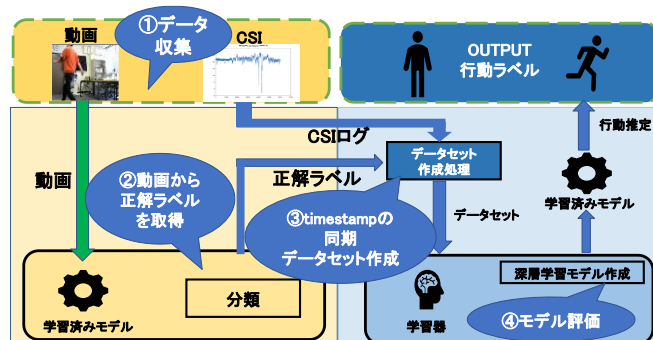 動画
①データ
収集
CSI
OUTPUT
行動ラベル
CSIログ
行動推定
データセット
作成処理
動画
②動画から
正解ラベル
を取得
正解ラベル
学習済みモデル
③timestampの
同期
データセット作成
データセット
分類
深層学習モデル作成
学習済みモデル
学習器
④モデル評価